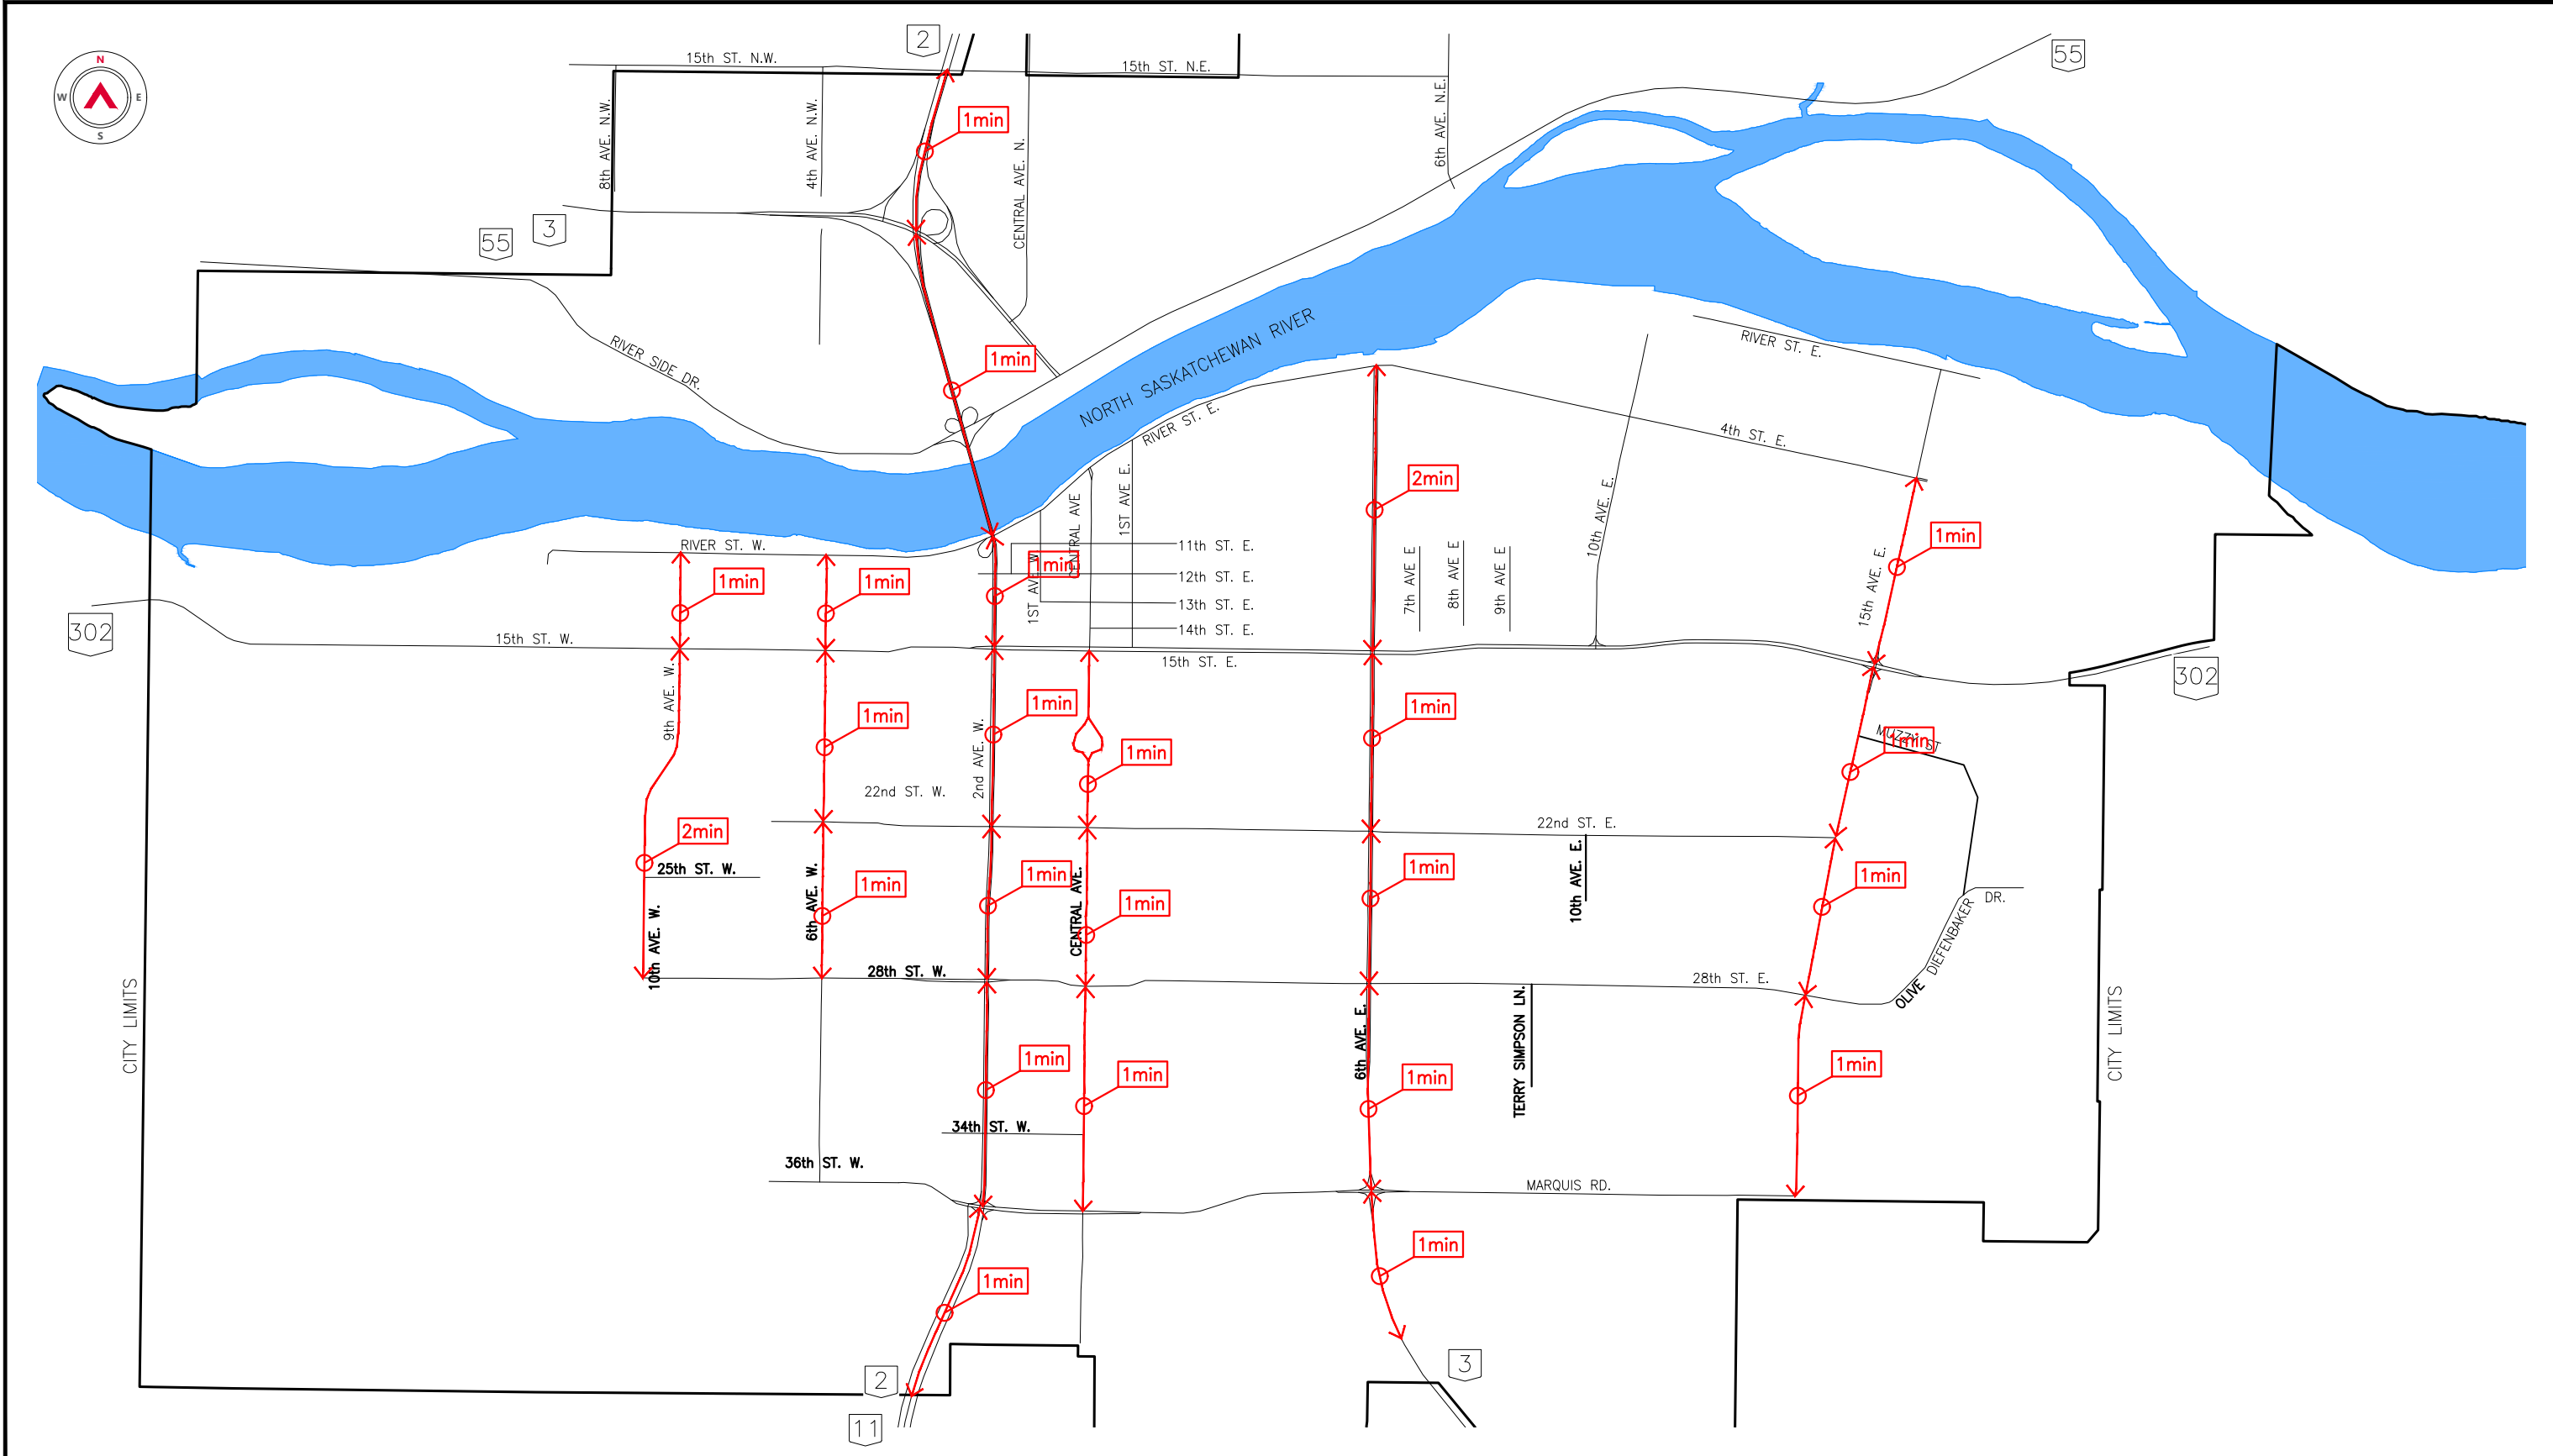 2
15th ST. N.W.
15th ST. N.E.
55
N
W
E
S
8th AVE. N.W.
4th AVE. N.W.
1min
CENTRAL AVE. N.
6th AVE. N.E.
55
3
RIVER SIDE DR.
1min
NORTH SASKATCHEWAN RIVER
RIVER ST. E.
RIVER ST. E.
4th ST. E.
2min
RIVER ST. W.
1min
1min
1min
1ST AVE. W.
CENTRAL AVE
1ST AVE. E.
11th ST. E.
12th ST. E.
13th ST. E.
14th ST. E.
7th AVE E
8th AVE E
9th AVE E
10th AVE. E.
15th AVE. E.
1min
302
15th ST. W.
15th ST. E.
302
9th AVE. W.
1min
2nd AVE. W.
1min
1min
1min
MUZZY ST
1min
22nd ST. W.
22nd ST. E.
2min
25th ST. W.
10th AVE. W.
6th AVE. W.
1min
1min
CENTRAL AVE.
1min
1min
10th AVE. E.
1min
OLIVE DIEFENBAKER DR.
28th ST. W.
28th ST. E.
CITY LIMITS
CITY LIMITS
1min
1min
6th AVE. E.
1min
TERRY SIMPSON LN.
1min
34th ST. W.
36th ST. W.
MARQUIS RD.
1min
1min
2
3
11